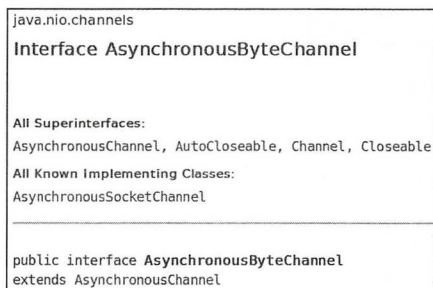 java.nio.channels
Interface AsynchronousByteChannel
All Superinterfaces:
AsynchronousChannel, AutoCloseable, Channel, Closeable
All Known Implementing Classes:
AsynchronousSocketChannel
public interface AsynchronousByteChannel
extends AsynchronousChannel